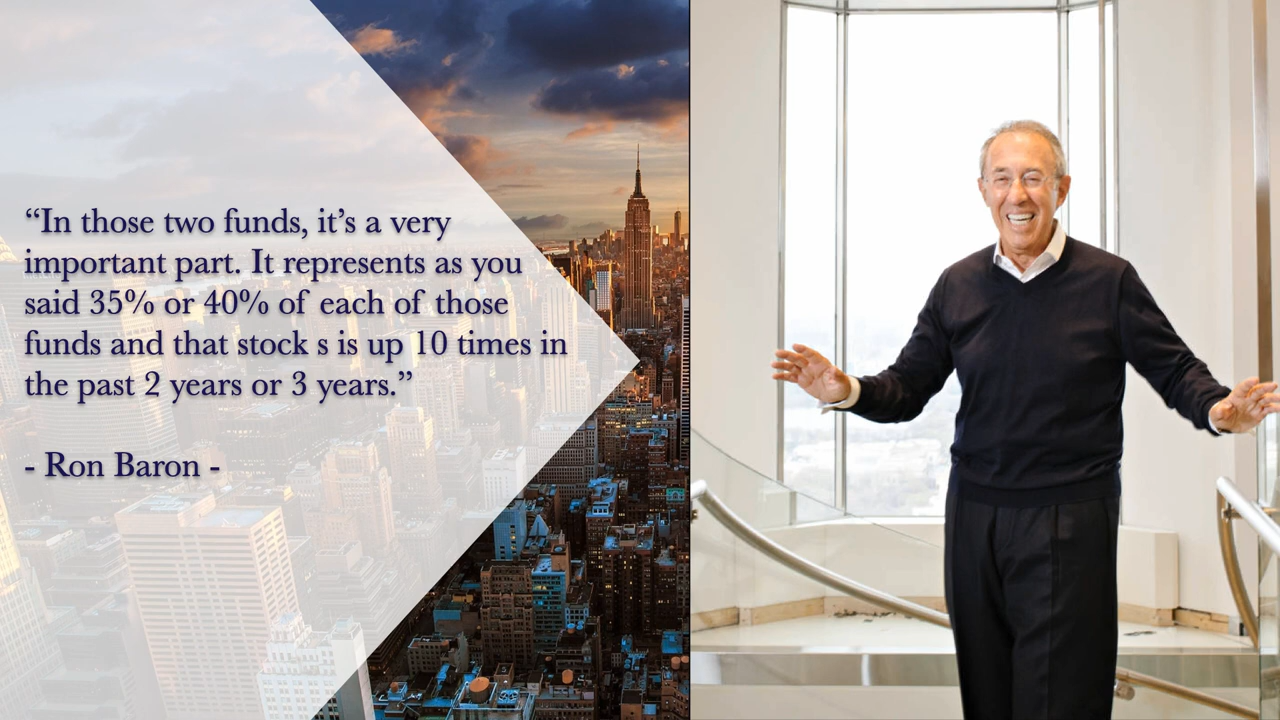 “In those two funds, it’s a very
important part. It represents as you
said 35% or 40% of each of those
funds and that stock s is up 10 times in
the past 2 years or 3 years.”
- Ron Baron -